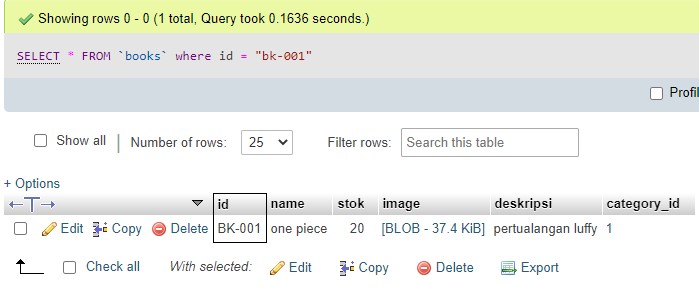 Showing rows 0 - 0 (1 total, Query took 0.1636 seconds.)
SELECT * FROM `books` where id = "bk-001"
Profil
Show all | Number of rows: 25 Filter rows: Search this table
+ Options
←T→ id name stok image deskripsi category_id
Edit Copy Delete BK-001 one piece 20 [BLOB - 37.4 KiB] pertualangan luffy 1
Check all With selected: Edit Copy Delete Export